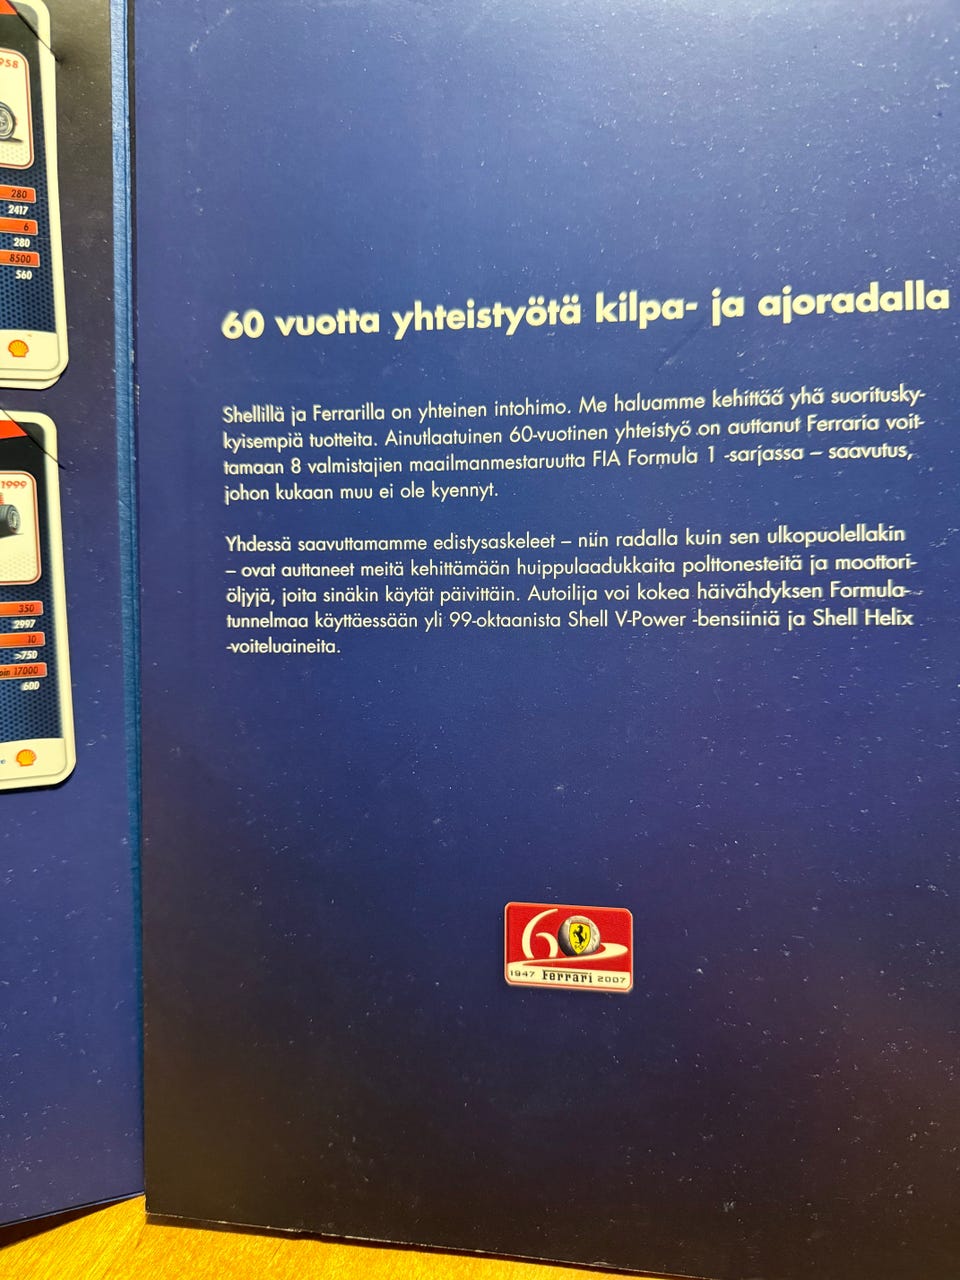 1958
280
2417
6
280
8500
560
1999
350
2997
10
>750
17000
600
60 vuotta yhteistyötä kilpa- ja ajoradalla
Shellillä ja Ferrarilla on yhteinen intohimo. Me haluamme kehittää yhä suoritusky-
kyisempiä tuotteita. Ainutlaatuinen 60-vuotinen yhteistyö on auttanut Ferraria voit-
tamaan 8 valmistajien maailmanmestaruutta FIA Formula 1 -sarjassa – saavutus,
johon kukaan muu ei ole kyennyt.
Yhdessä saavuttamamme edistysaskeleet – niin radalla kuin sen ulkopuolellakin
– ovat auttaneet meitä kehittämään huippulaadukkaita polttonesteitä ja moottori-
öljyjä, joita sinäkin käytät päivittäin. Autoilija voi kokea häivähdyksen Formula-
tunnelmaa käyttäessään yli 99-oktaanista Shell V-Power -bensiiniä ja Shell Helix
-voiteluaineita.
60
1947 Ferrari 2007